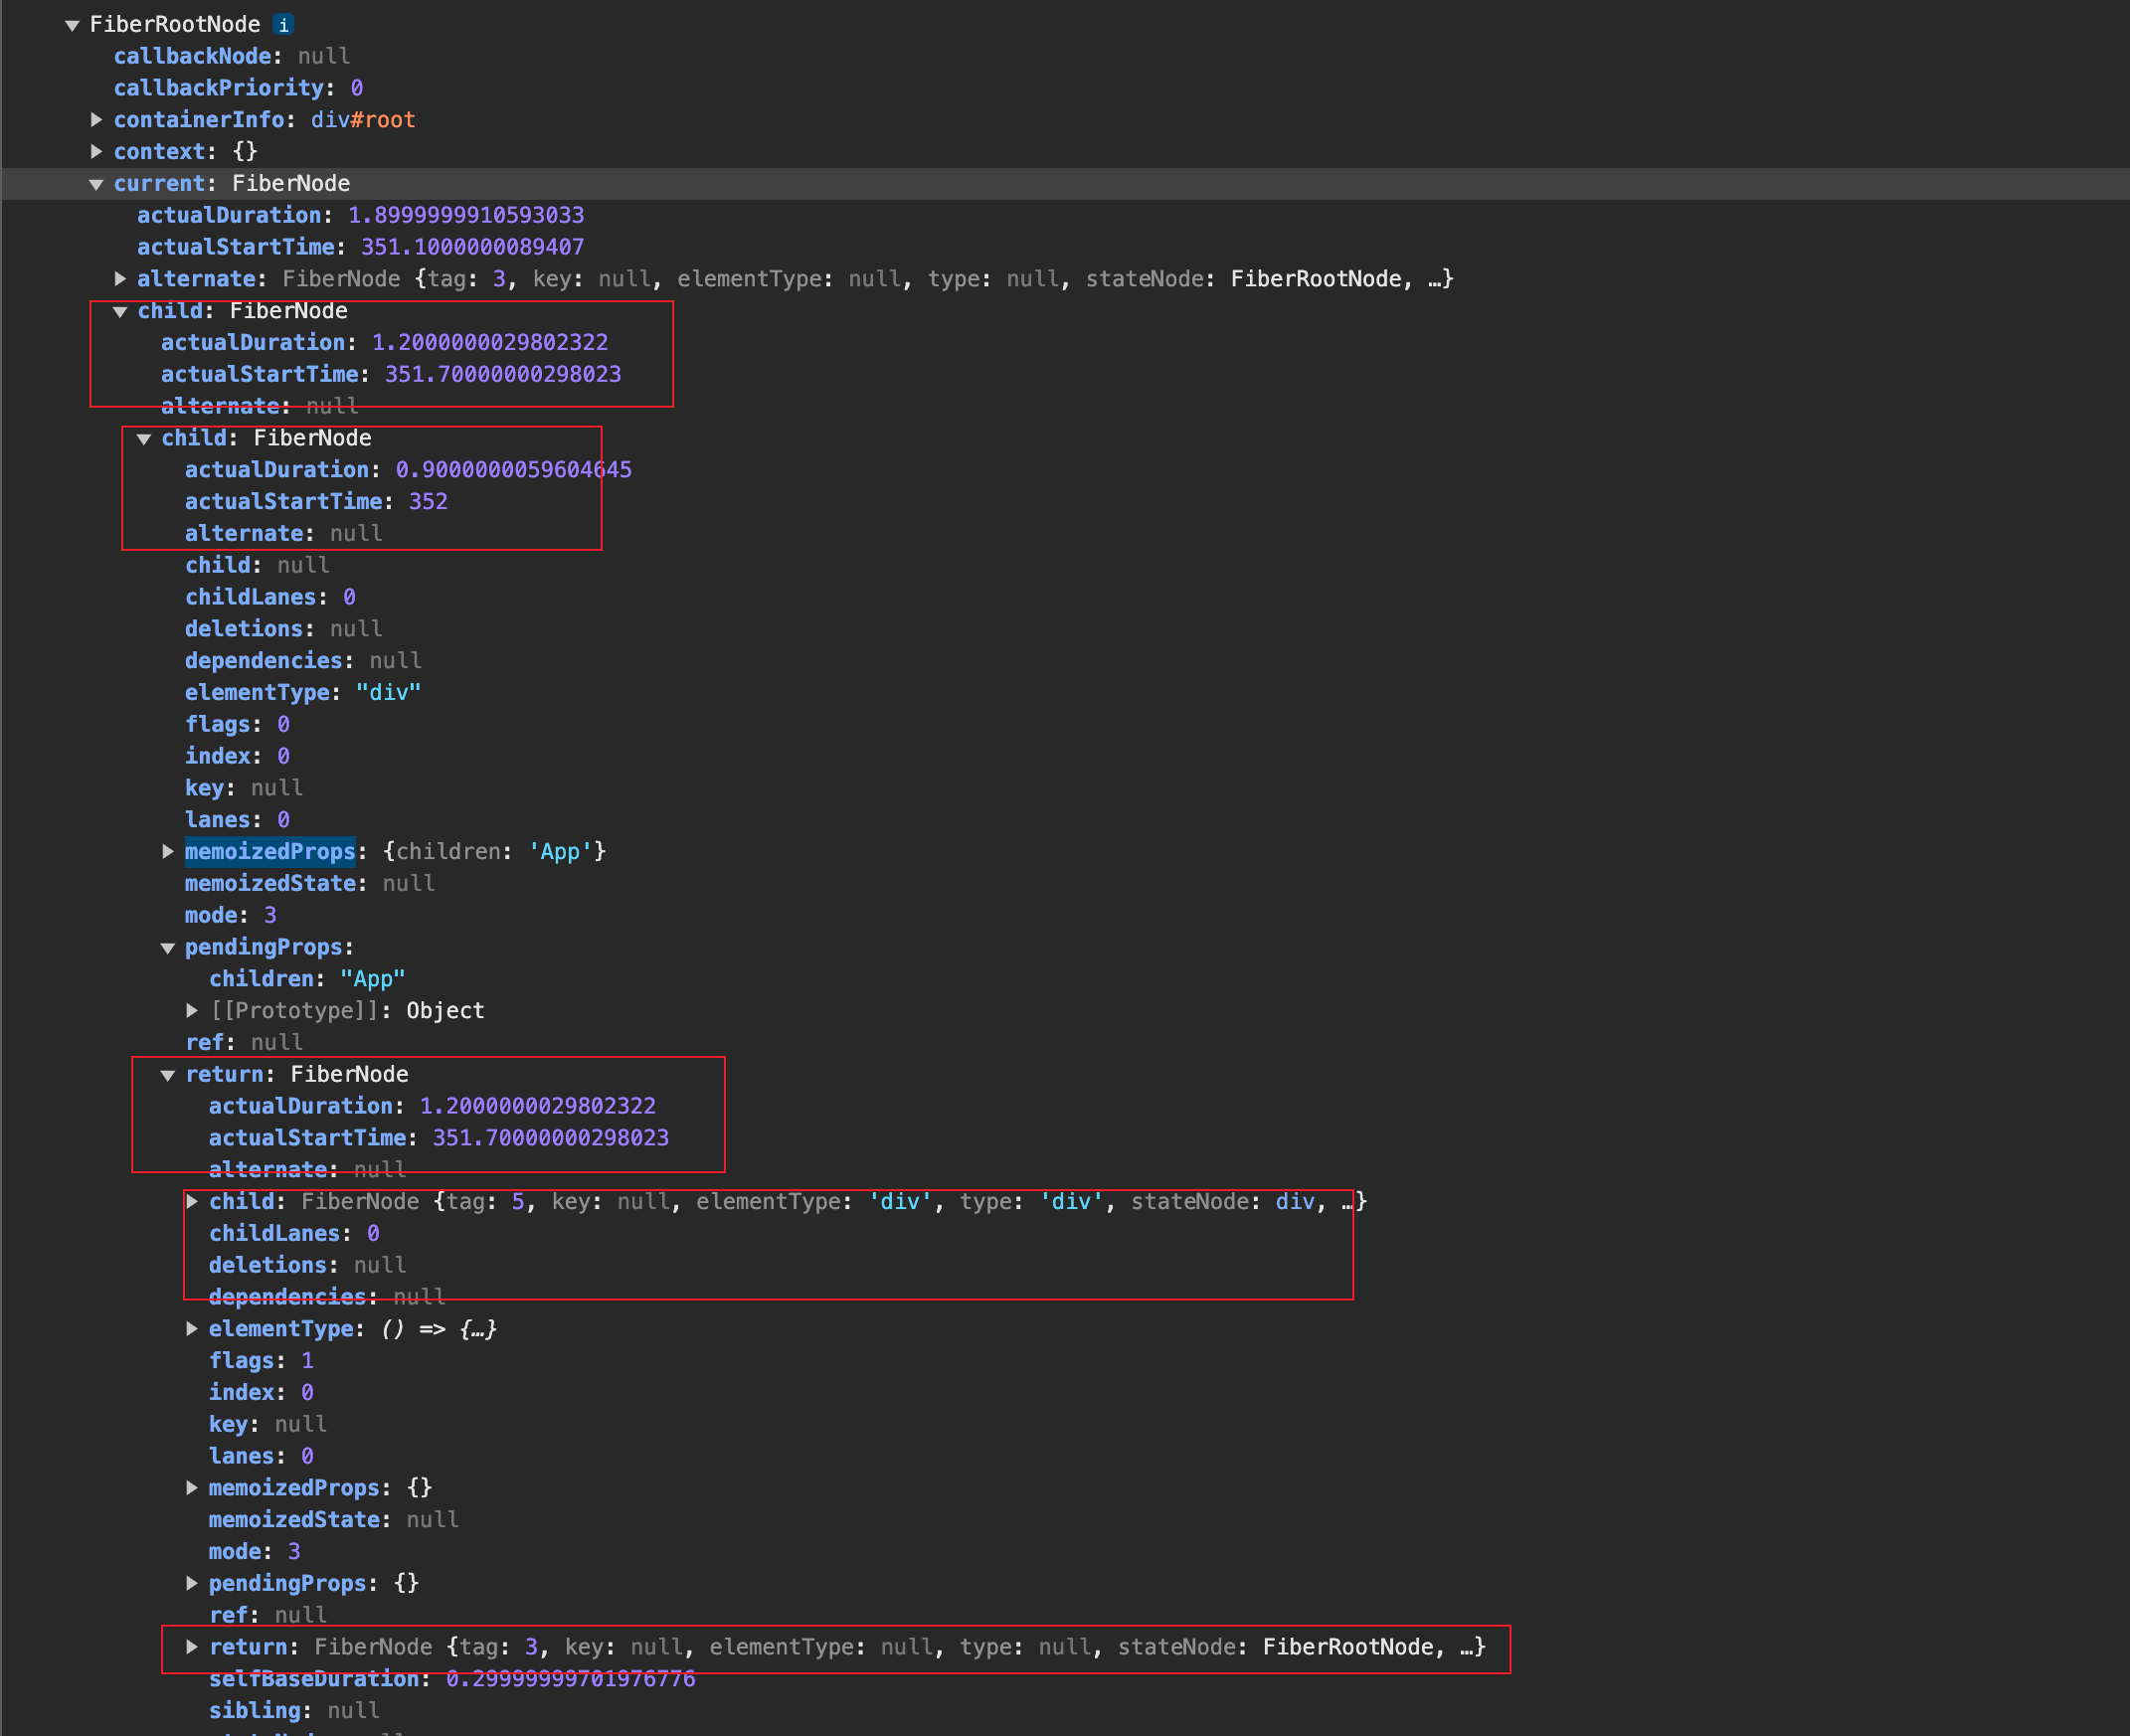 ▼ FiberRootNode i
callbackNode: null
callbackPriority: 0
▶ containerInfo: div#root
▶ context: {}
▼ current: FiberNode
actualDuration: 1.8999999910593033
actualStartTime: 351.1000000089407
▶ alternate: FiberNode {tag: 3, key: null, elementType: null, type: null, stateNode: FiberRootNode, …}
▼ child: FiberNode
actualDuration: 1.2000000029802322
actualStartTime: 351.70000000298023
alternate: null
▼ child: FiberNode
actualDuration: 0.9000000059604645
actualStartTime: 352
alternate: null
child: null
childLanes: 0
deletions: null
dependencies: null
elementType: "div"
flags: 0
index: 0
key: null
lanes: 0
▶ memoizedProps: {children: 'App'}
memoizedState: null
mode: 3
▼ pendingProps:
children: "App"
▶ [[Prototype]]: Object
ref: null
▼ return: FiberNode
actualDuration: 1.2000000029802322
actualStartTime: 351.70000000298023
alternate: null
▶ child: FiberNode {tag: 5, key: null, elementType: 'div', type: 'div', stateNode: div, …}
childLanes: 0
deletions: null
dependencies: null
▶ elementType: () => {…}
flags: 1
index: 0
key: null
lanes: 0
▶ memoizedProps: {}
memoizedState: null
mode: 3
▶ pendingProps: {}
ref: null
▶ return: FiberNode {tag: 3, key: null, elementType: null, type: null, stateNode: FiberRootNode, …}
selfBaseDuration: 0.29999999701976776
sibling: null